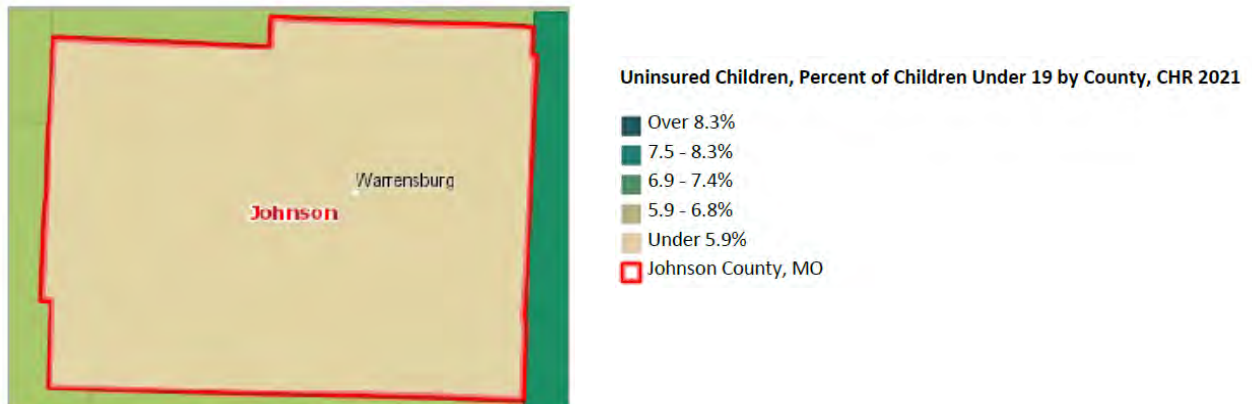 Uninsured Children, Percent of Children Under 19 by County, CHR 2021
Over 8.3%
7.5 - 8.3%
6.9 - 7.4%
5.9 - 6.8%
Under 5.9%
Johnson County, MO
Warrensburg
Johnson